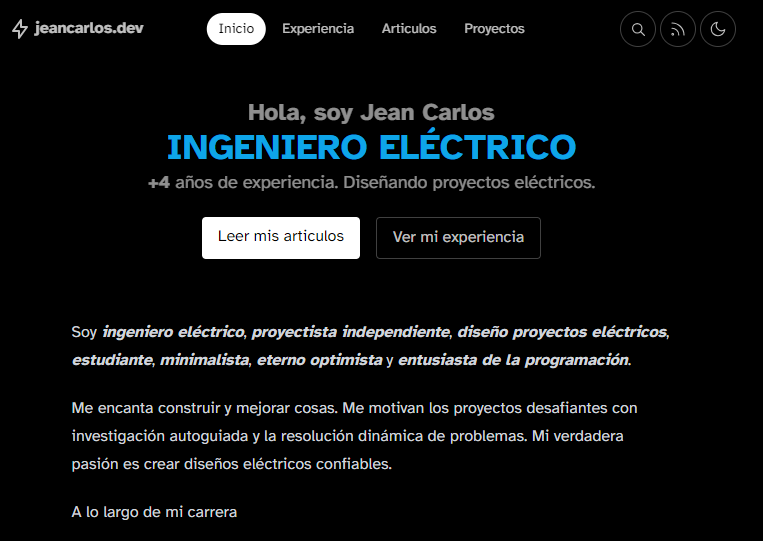 jeancarlos.dev
Inicio
Experiencia
Articulos
Proyectos
Hola, soy Jean Carlos
INGENIERO ELÉCTRICO
+4 años de experiencia. Diseñando proyectos eléctricos.
Leer mis articulos
Ver mi experiencia
Soy ingeniero eléctrico, proyectista independiente, diseño proyectos eléctricos,
estudiante, minimalista, eterno optimista y entusiasta de la programación.
Me encanta construir y mejorar cosas. Me motivan los proyectos desafiantes con
investigación autoguiada y la resolución dinámica de problemas. Mi verdadera
pasión es crear diseños eléctricos confiables.
A lo largo de mi carrera